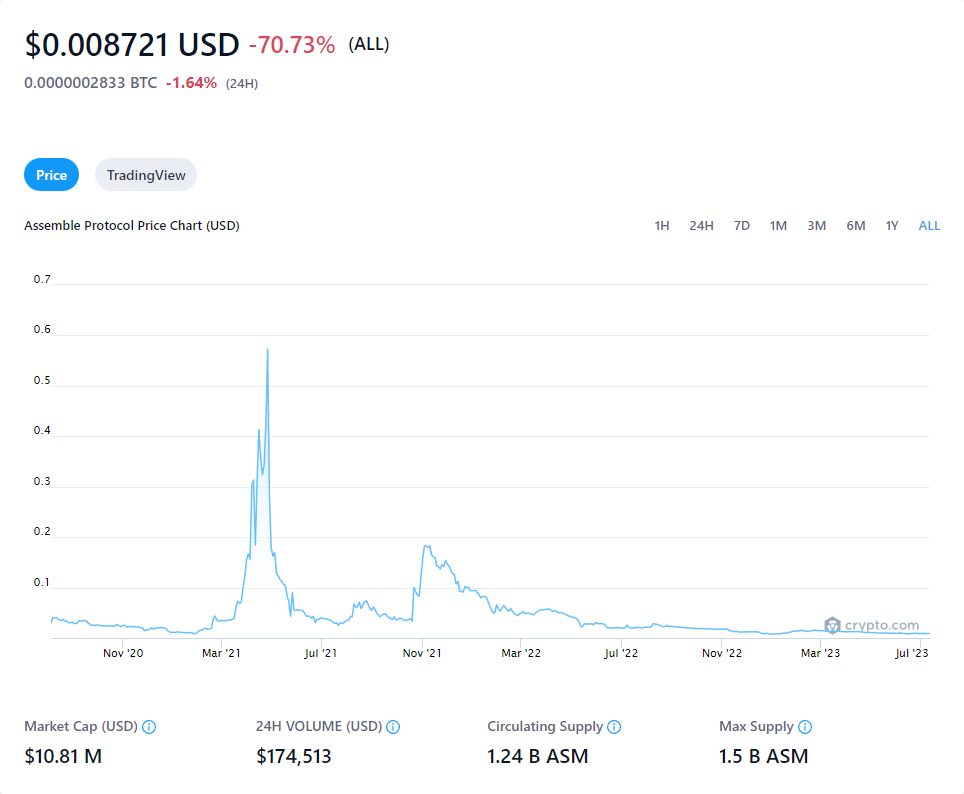 $0.008721 USD -70.73% (ALL)
0.0000002833 BTC -1.64% (24H)
Price TradingView
Assemble Protocol Price Chart (USD) 1H 24H 7D 1M 3M 6M 1Y ALL
0.7
0.6
0.5
0.4
0.3
0.2
0.1
crypto.com
Nov '20 Mar '21 Jul '21 Nov '21 Mar '22 Jul '22 Nov '22 Mar '23 Jul '23
Market Cap (USD) 24H VOLUME (USD) Circulating Supply Max Supply
$10.81 M $174,513 1.24 B ASM 1.5 B ASM